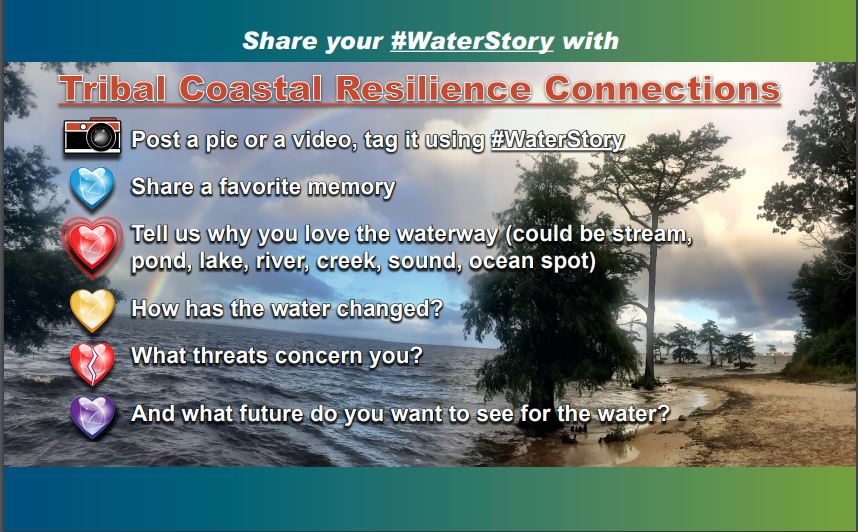 Share your #WaterStory with
Tribal Coastal Resilience Connections
Post a pic or a video, tag it using #WaterStory
Share a favorite memory
Tell us why you love the waterway (could be stream,
pond, lake, river, creek, sound, ocean spot)
How has the water changed?
What threats concern you?
And what future do you want to see for the water?